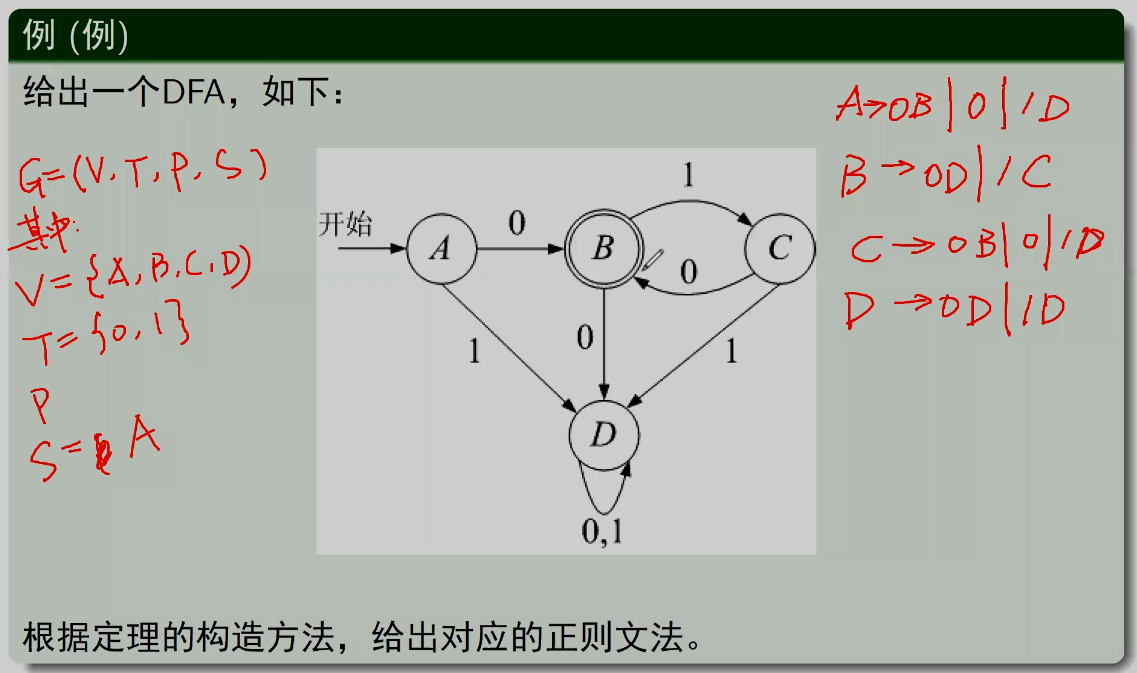 例 (例)
给出一个DFA，如下：
G=(V, T, P, S)
其中:
V={A, B, C, D)
T={0, 1}
P
S= A
开始
A
0
B
1
C
0
1
0
1
D
0,1
A→0B|0|1D
B→0D|1C
C→0B|0|1D
D→0D|1D
根据定理的构造方法，给出对应的正则文法。